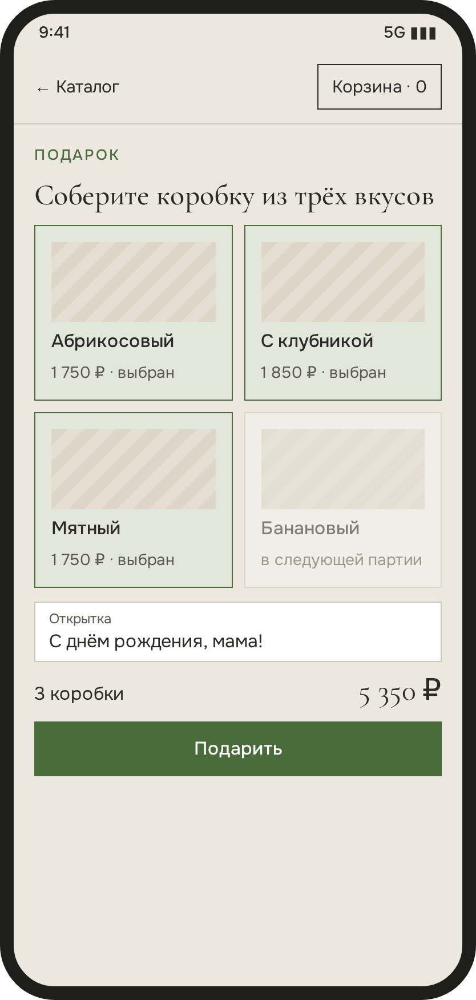 9:41
5G
← Каталог
Корзина · 0
ПОДАРОК
Соберите коробку из трёх вкусов
Абрикосовый
1 750 ₽ · выбран
С клубникой
1 850 ₽ · выбран
Мятный
1 750 ₽ · выбран
Банановый
в следующей партии
Открытка
С днём рождения, мама!
3 коробки
5 350 ₽
Подарить